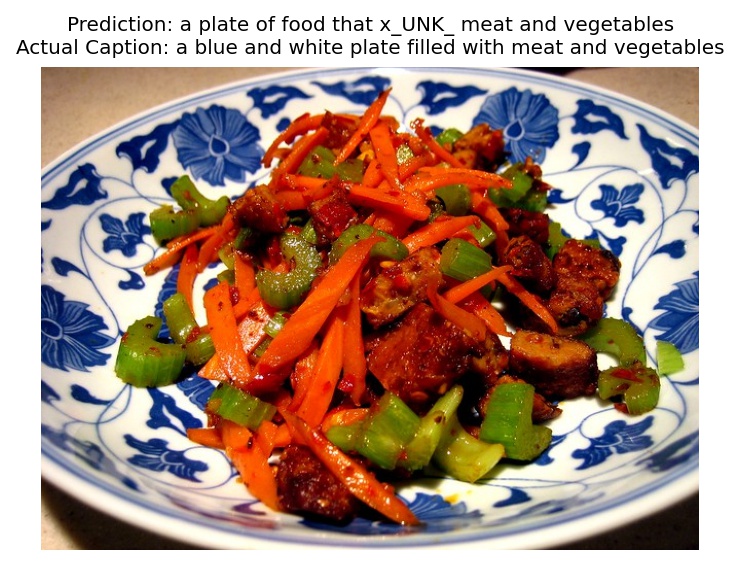 Prediction: a plate of food that x_UNK_ meat and vegetables
Actual Caption: a blue and white plate filled with meat and vegetables